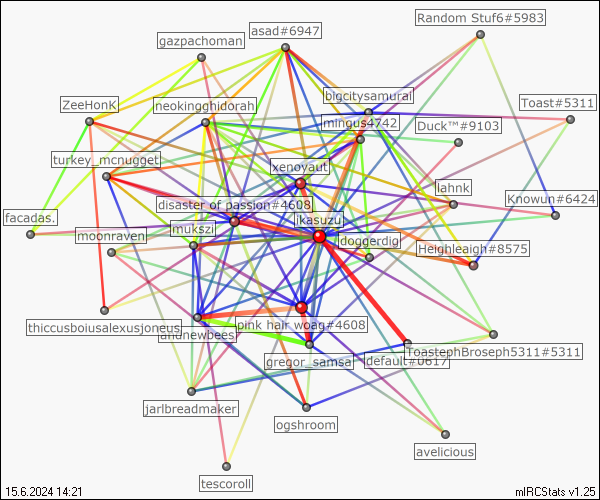 Random Stuf6#5983
asad#6947
gazpachoman
bigcitysamurai
ZeeHonK
neokingghidorah
Toast#5311
mingus4742
Duck™#9103
turkey_mcnugget
xenoyaut
lahnk
Knowun#6424
disaster of passion#4608
facadas.
jkasuzu
mukszi
moonraven
doggerdig
Heighleaigh#8575
thiccusboiusalexusjoneus
pink hair woag#4608
andnewbees
ToastephBroseph5311#5311
gregor_samsa
default#0617
jarlbreadmaker
ogshroom
avelicious
tescoroll
15.6.2024 14:21
mIRCStats v1.25